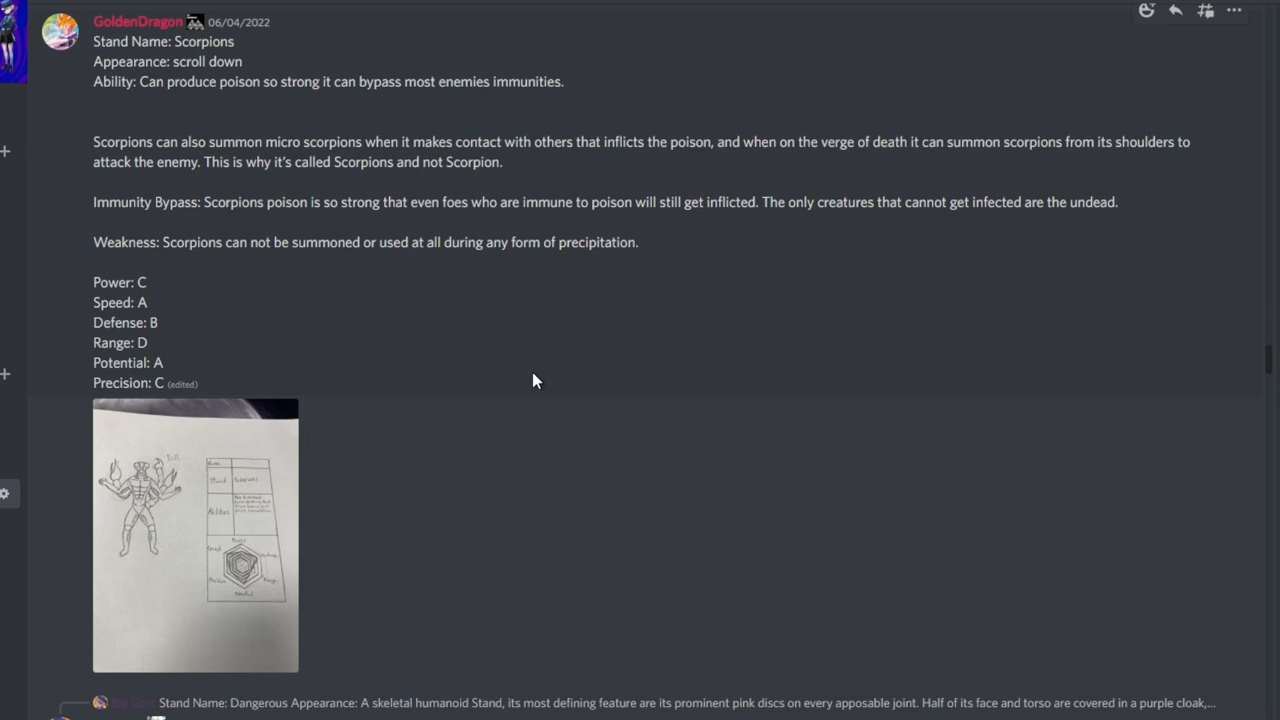 GoldenDragon 06/04/2022
Stand Name: Scorpions
Appearance: scroll down
Ability: Can produce poison so strong it can bypass most enemies immunities.
Scorpions can also summon micro scorpions when it makes contact with others that inflicts the poison, and when on the verge of death it can summon scorpions from its shoulders to
attack the enemy. This is why it’s called Scorpions and not Scorpion.
Immunity Bypass: Scorpions poison is so strong that even foes who are immune to poison will still get inflicted. The only creatures that cannot get infected are the undead.
Weakness: Scorpions can not be summoned or used at all during any form of precipitation.
Power: C
Speed: A
Defense: B
Range: D
Potential: A
Precision: C (edited)
Stand Scorpions
Abilities
Speed
Range
Stand Name: Dangerous Appearance: A skeletal humanoid Stand, its most defining feature are its prominent pink discs on every apposable joint. Half of its face and torso are covered in a purple cloak,...